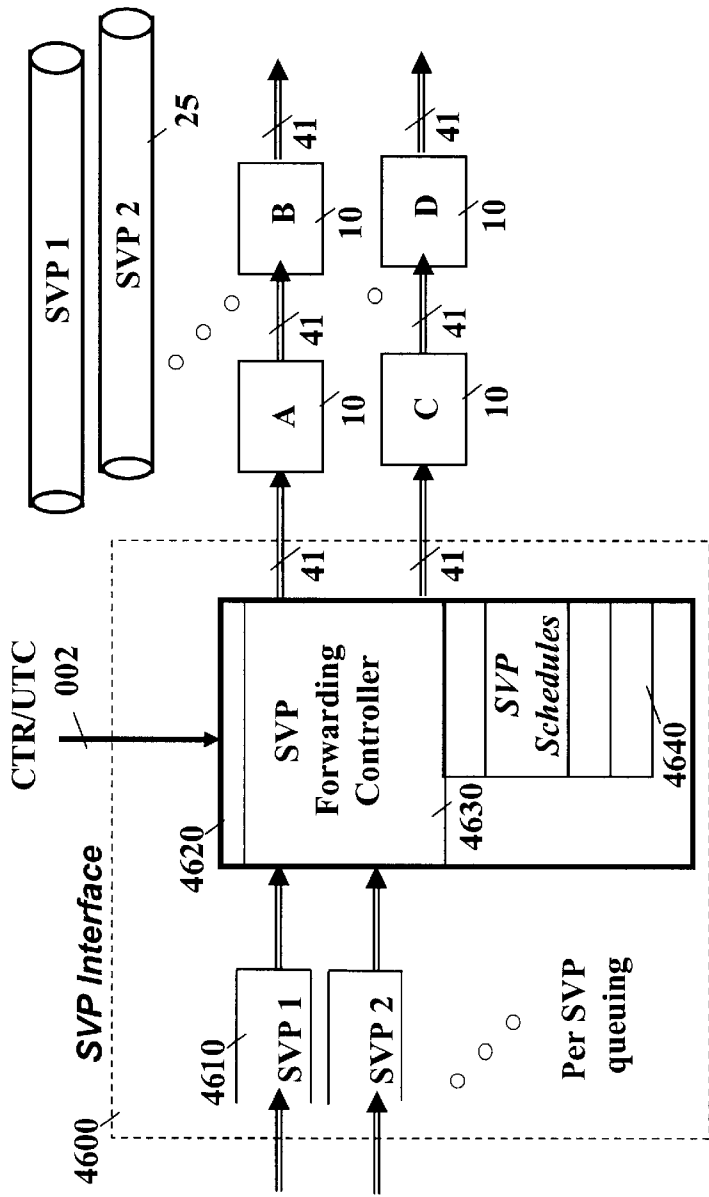 4600
SVP Interface
CTR/UTC
002
4610
SVP 1
SVP 2
Per SVP
queuing
4620
SVP
Forwarding
Controller
4630
SVP
Schedules
4640
41
41
A
10
41
B
10
41
C
10
41
D
10
41
SVP 1
SVP 2
25